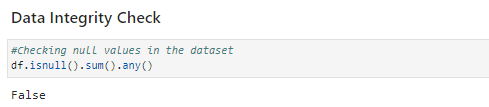 Data Integrity Check
#Checking null values in the dataset
df.isnull().sum().any()
False